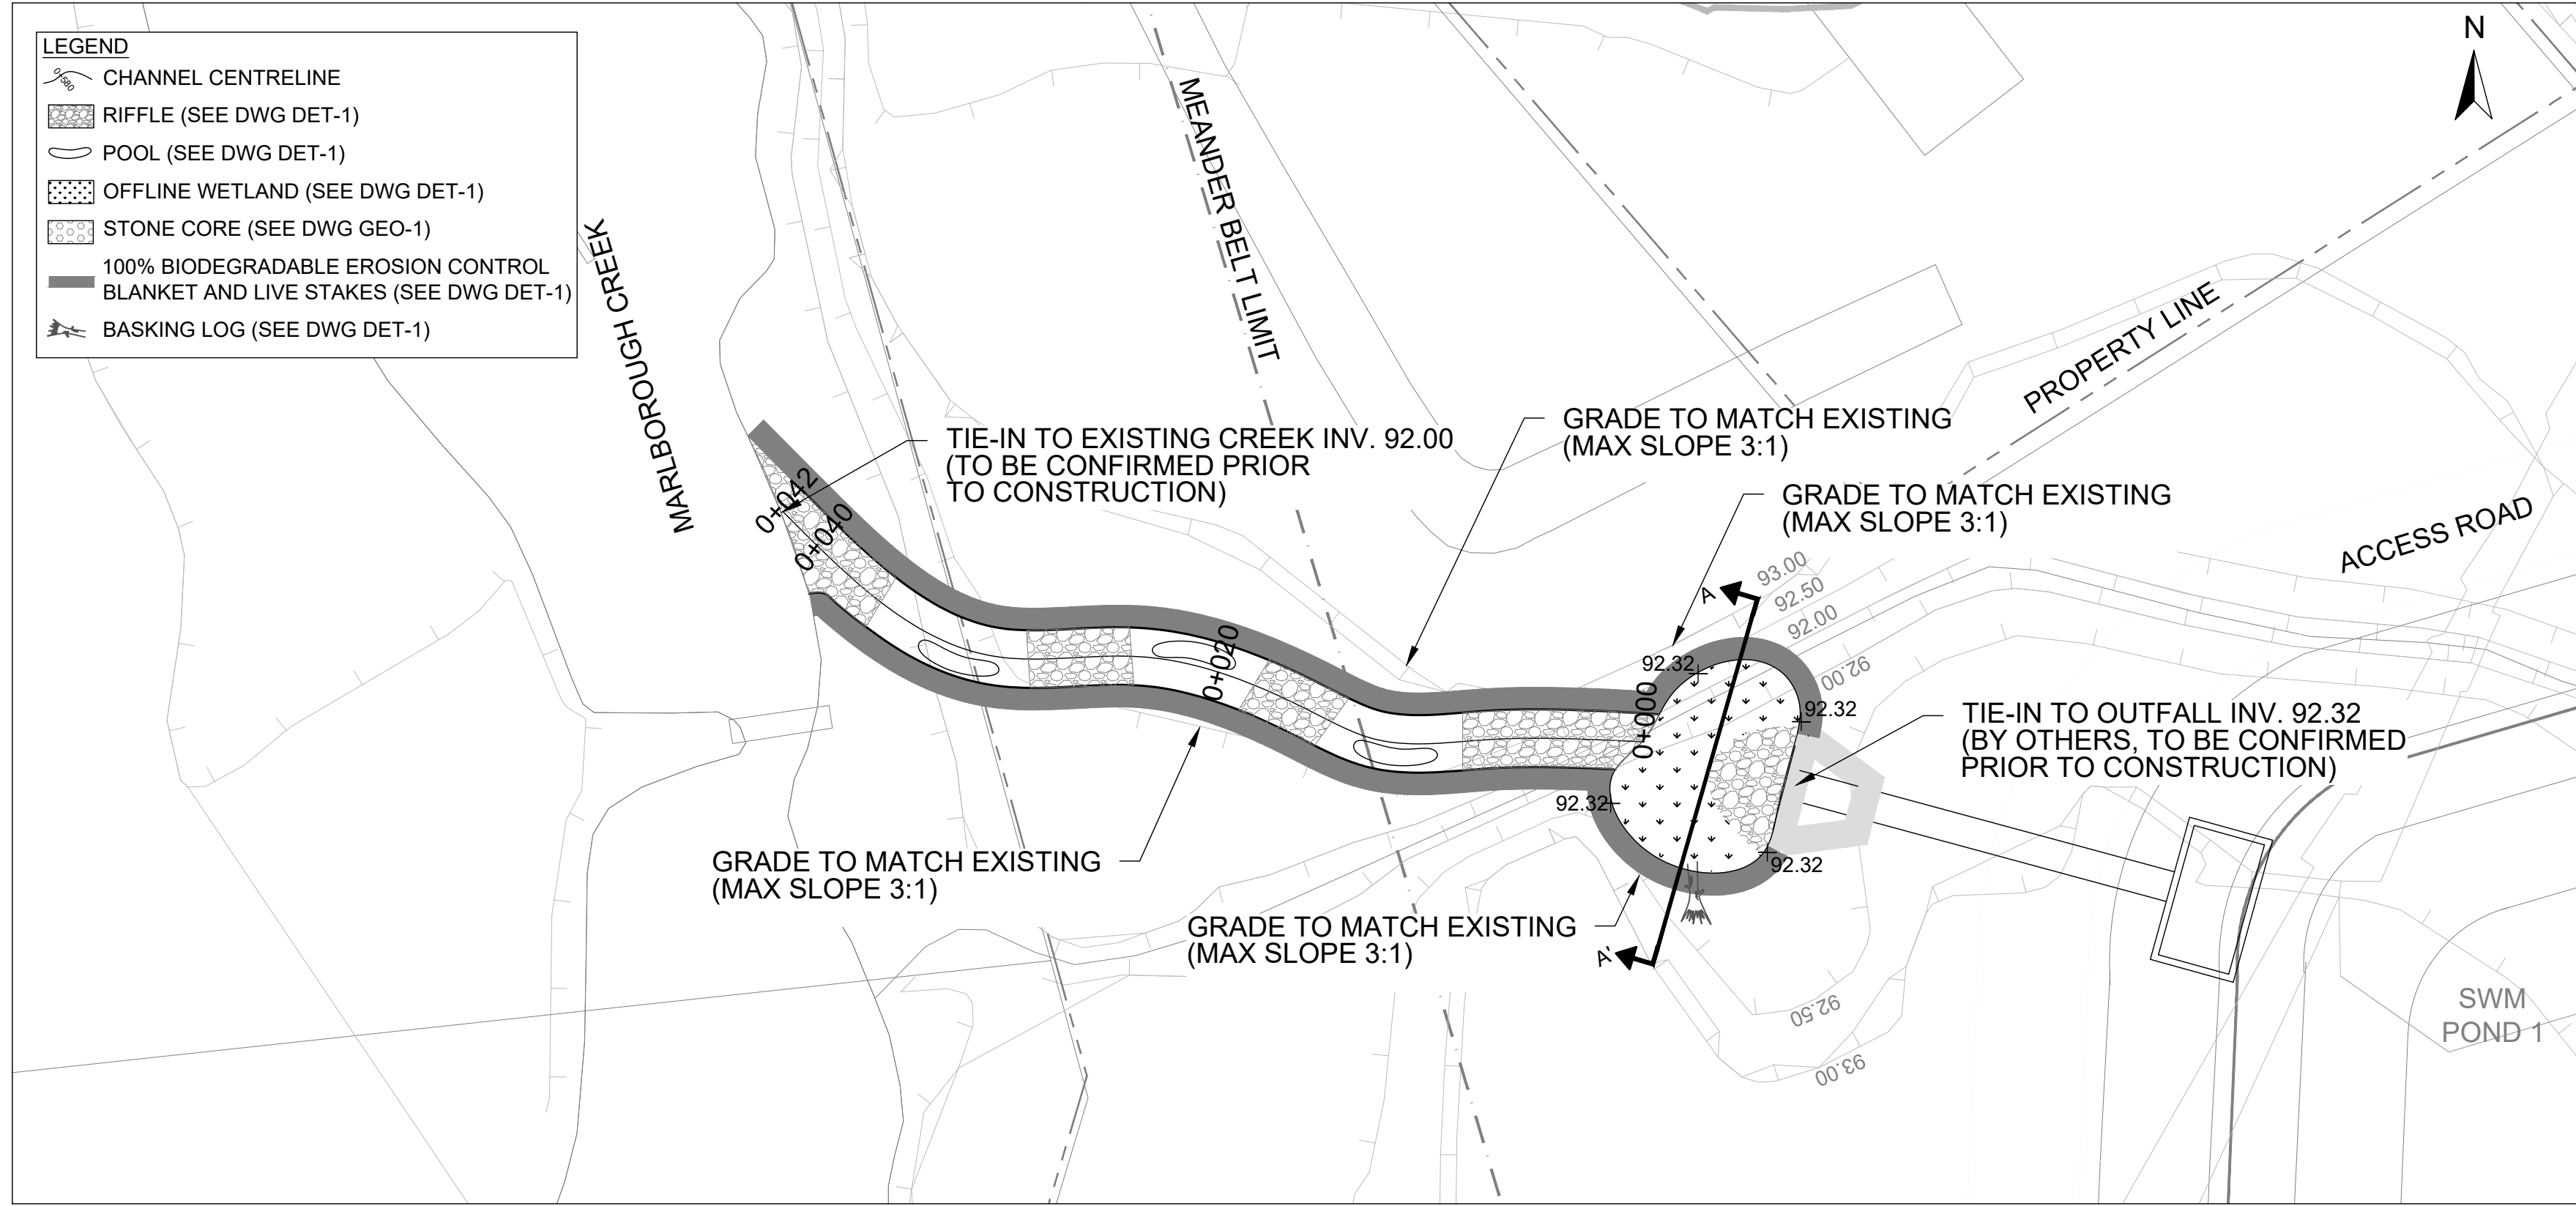 LEGEND
0+580
CHANNEL CENTRELINE
RIFFLE (SEE DWG DET-1)
POOL (SEE DWG DET-1)
OFFLINE WETLAND (SEE DWG DET-1)
STONE CORE (SEE DWG GEO-1)
100% BIODEGRADABLE EROSION CONTROL
BLANKET AND LIVE STAKES (SEE DWG DET-1)
BASKING LOG (SEE DWG DET-1)
N
MARLBOROUGH CREEK
MEANDER BELT LIMIT
PROPERTY LINE
ACCESS ROAD
TIE-IN TO EXISTING CREEK INV. 92.00
(TO BE CONFIRMED PRIOR
TO CONSTRUCTION)
GRADE TO MATCH EXISTING
(MAX SLOPE 3:1)
GRADE TO MATCH EXISTING
(MAX SLOPE 3:1)
0+042
0+040
0+020
0+000
A
93.00
92.50
92.00
92.00
92.32
92.32
92.32
92.32
TIE-IN TO OUTFALL INV. 92.32
(BY OTHERS, TO BE CONFIRMED
PRIOR TO CONSTRUCTION)
GRADE TO MATCH EXISTING
(MAX SLOPE 3:1)
GRADE TO MATCH EXISTING
(MAX SLOPE 3:1)
A'
92.50
93.00
SWM
POND 1